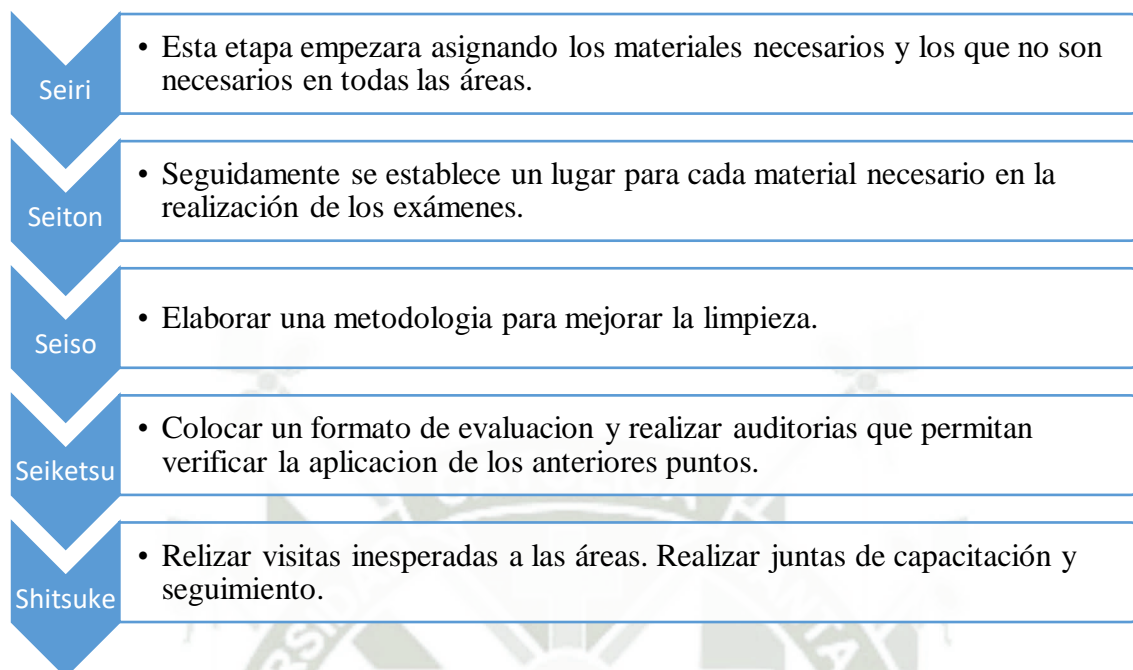 Seiri
• Esta etapa empezara asignando los materiales necesarios y los que no son
necesarios en todas las áreas.
Seiton
• Seguidamente se establece un lugar para cada material necesario en la
realización de los exámenes.
Seiso
• Elaborar una metodologia para mejorar la limpieza.
Seiketsu
• Colocar un formato de evaluacion y realizar auditorias que permitan
verificar la aplicacion de los anteriores puntos.
Shitsuke
• Relizar visitas inesperadas a las áreas. Realizar juntas de capacitación y
seguimiento.